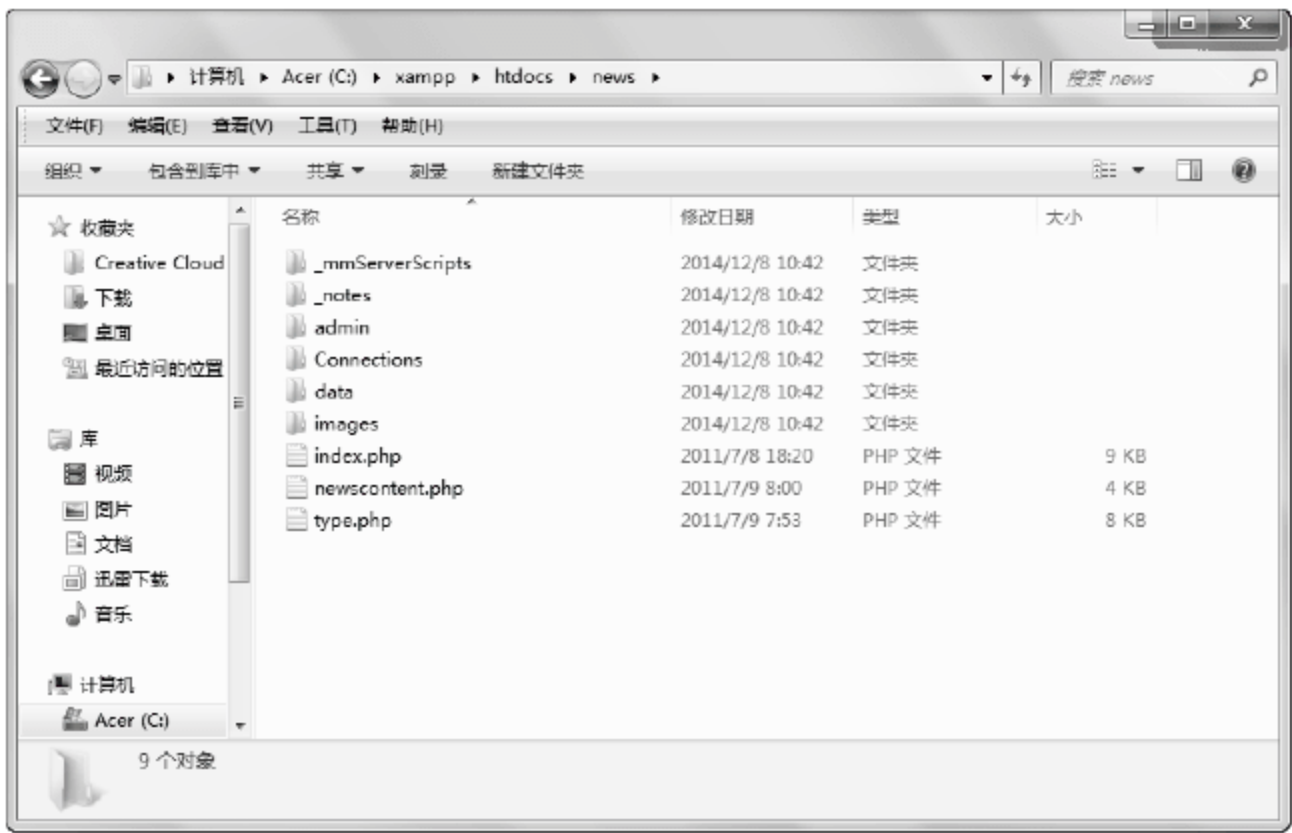 计算机 Acer (C:) xampp htdocs news 搜索 news
文件(F) 编辑(E) 查看(V) 工具(T) 帮助(H)
组织 包含到库中 共享 刻录 新建文件夹
名称 修改日期 类型 大小
收藏夹
Creative Cloud
下载
桌面
最近访问的位置
库
视频
图片
文档
迅雷下载
音乐
计算机
Acer (C:)
_mmServerScripts 2014/12/8 10:42 文件夹
_notes 2014/12/8 10:42 文件夹
admin 2014/12/8 10:42 文件夹
Connections 2014/12/8 10:42 文件夹
data 2014/12/8 10:42 文件夹
images 2014/12/8 10:42 文件夹
index.php 2011/7/8 18:20 PHP 文件 9 KB
newscontent.php 2011/7/9 8:00 PHP 文件 4 KB
type.php 2011/7/9 7:53 PHP 文件 8 KB
9 个对象